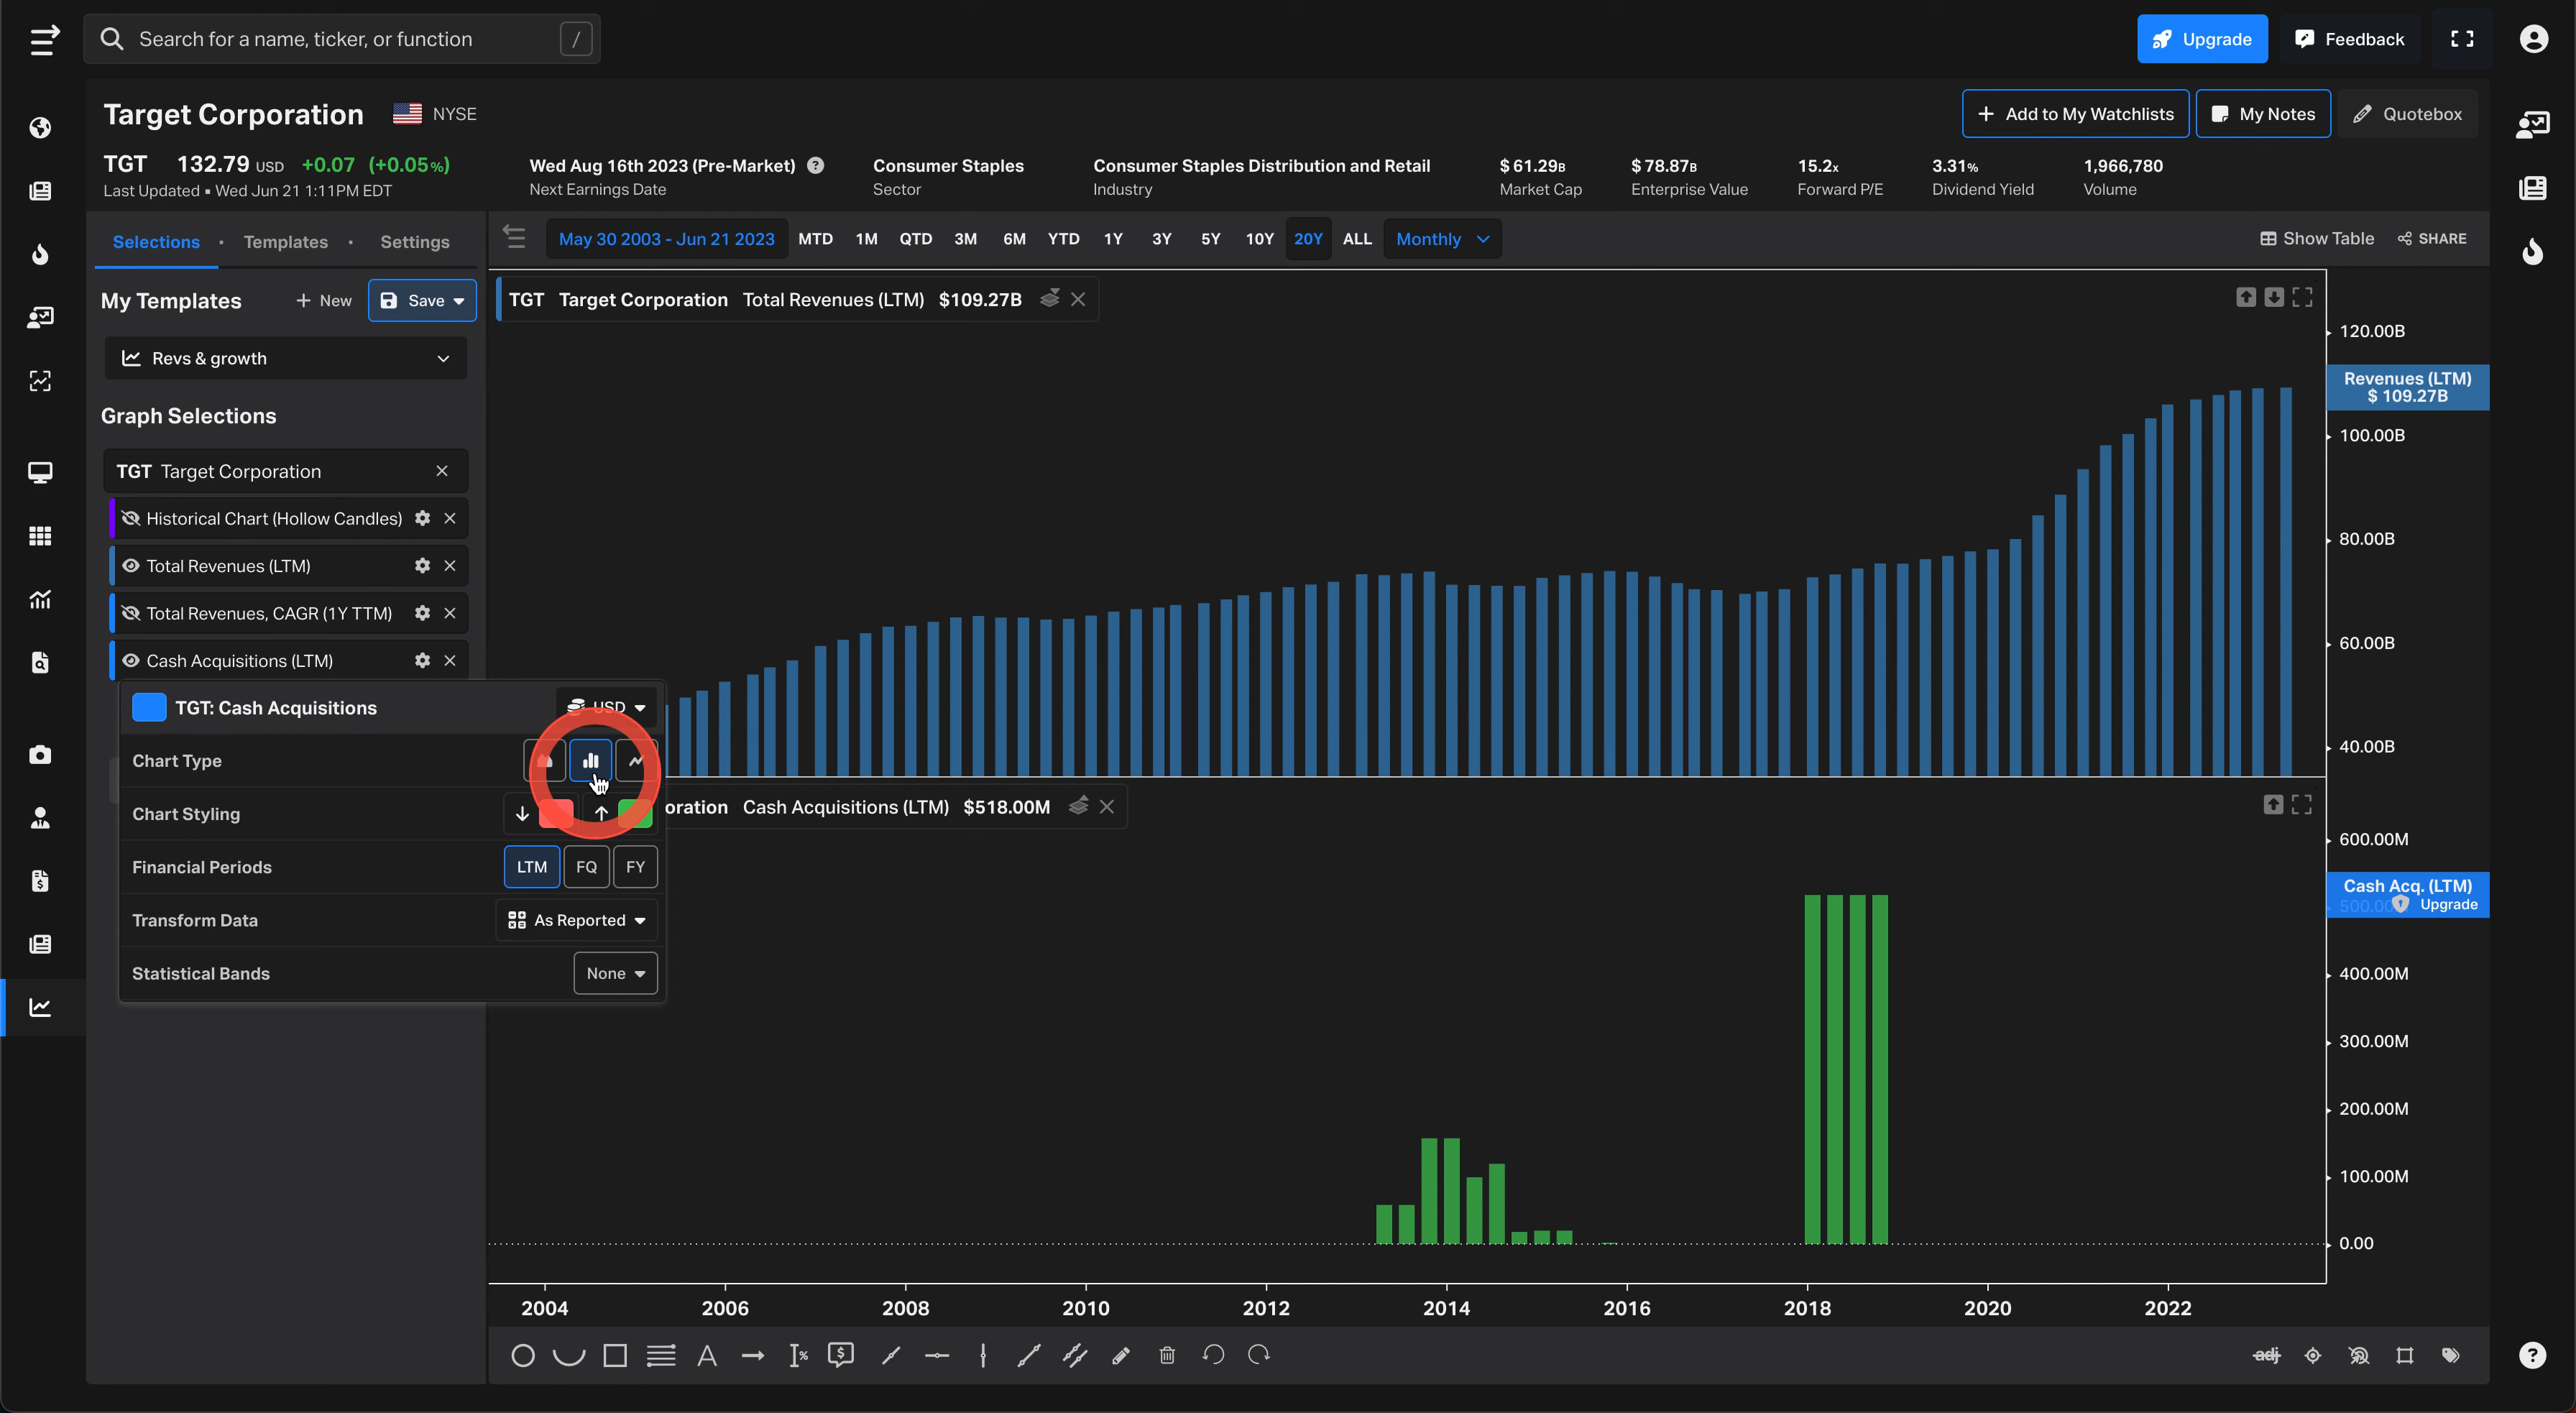 Search for a name, ticker, or function /
Upgrade Feedback
Target Corporation NYSE
+ Add to My Watchlists My Notes Quotebox
TGT 132.79 USD +0.07 (+0.05%)
Last Updated ▪ Wed Jun 21 1:11PM EDT
Wed Aug 16th 2023 (Pre-Market) ?
Next Earnings Date
Consumer Staples
Sector
Consumer Staples Distribution and Retail
Industry
$ 61.29B
Market Cap
$ 78.87B
Enterprise Value
15.2x
Forward P/E
3.31%
Dividend Yield
1,966,780
Volume
Selections · Templates · Settings
May 30 2003 - Jun 21 2023 MTD 1M QTD 3M 6M YTD 1Y 3Y 5Y 10Y 20Y ALL Monthly
Show Table SHARE
My Templates + New Save
Revs & growth
Graph Selections
TGT Target Corporation
Historical Chart (Hollow Candles)
Total Revenues (LTM)
Total Revenues, CAGR (1Y TTM)
Cash Acquisitions (LTM)
TGT: Cash Acquisitions USD
Chart Type
Chart Styling
Financial Periods LTM FQ FY
Transform Data As Reported
Statistical Bands None
TGT Target Corporation Total Revenues (LTM) $109.27B
120.00B
Revenues (LTM)
$ 109.27B
100.00B
80.00B
60.00B
40.00B
oration Cash Acquisitions (LTM) $518.00M
600.00M
Cash Acq. (LTM)
500.00 Upgrade
400.00M
300.00M
200.00M
100.00M
0.00
2004 2006 2008 2010 2012 2014 2016 2018 2020 2022
A % $ adj ?